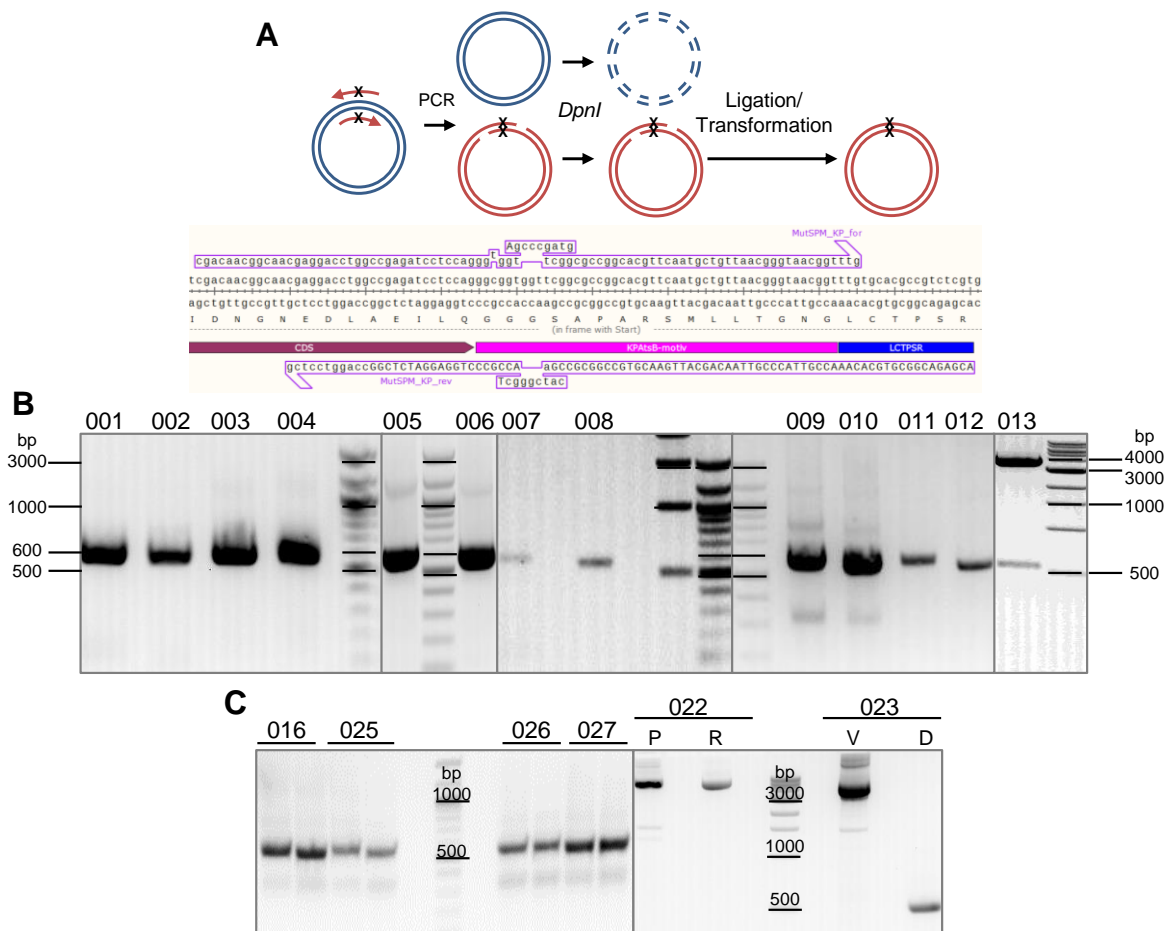 A
PCR
DpnI
Ligation/
Transformation
x
x
x
x
x
x
x
x
Agcccgatg
MutSPM_KP_for
t
cgacaacggcaacgaggacctggccgagatcctccaggg ggt tcggcgccggcacgttcaatgctgttaacgggtaacggtttg
tcgacaacggcaacgaggacctggccgagatcctccagggcggtggttcggcgccggcacgttcaatgctgttaacgggtaacggtttgtgcacgccgtctcgtg
agctgttgccgttgctcctggaccggctctaggaggtcccgccaccaagccgcggccgtgcaagttacgacaattgcccattgccaaacacgtgcggcagagcac
I D N G N E D L A E I L Q G G G S A P A R S M L L T G N G L C T P S R
(in frame with Start)
CDS KPAtsB-motiv LCTPSR
gctcctggaccGGCTCTAGGAGGTCCCGCCA aGCCGCGGCCGTGCAAGTTACGACAATTGCCCATTGCCAAACACGTGCGGCAGAGCA
MutSPM_KP_rev
Tcgggctac
B
001 002 003 004 005 006 007 008 009 010 011 012 013
bp
3000
1000
600
500
bp
4000
3000
1000
500
C
016 025 026 027 022 023
P R V D
bp
1000
500
bp
3000
1000
500